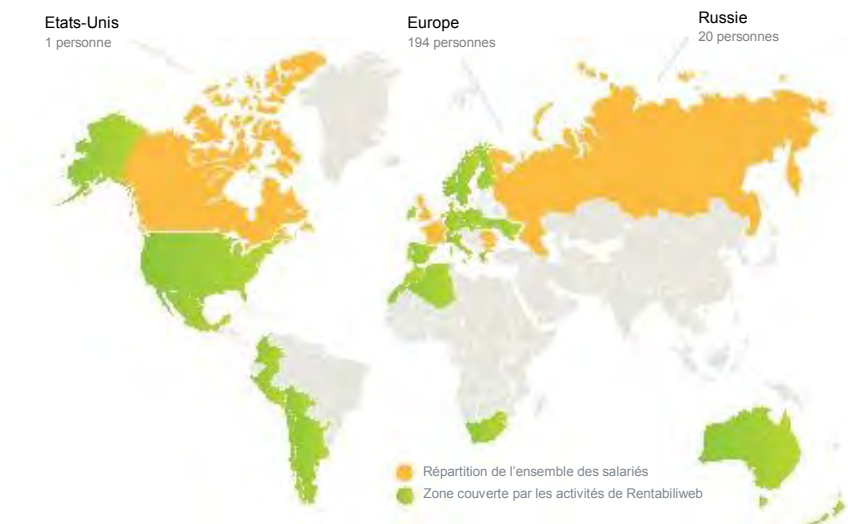 Etats-Unis
1 personne
Europe
194 personnes
Russie
20 personnes
Répartition de l'ensemble des salariés
Zone couverte par les activités de Rentabiliweb